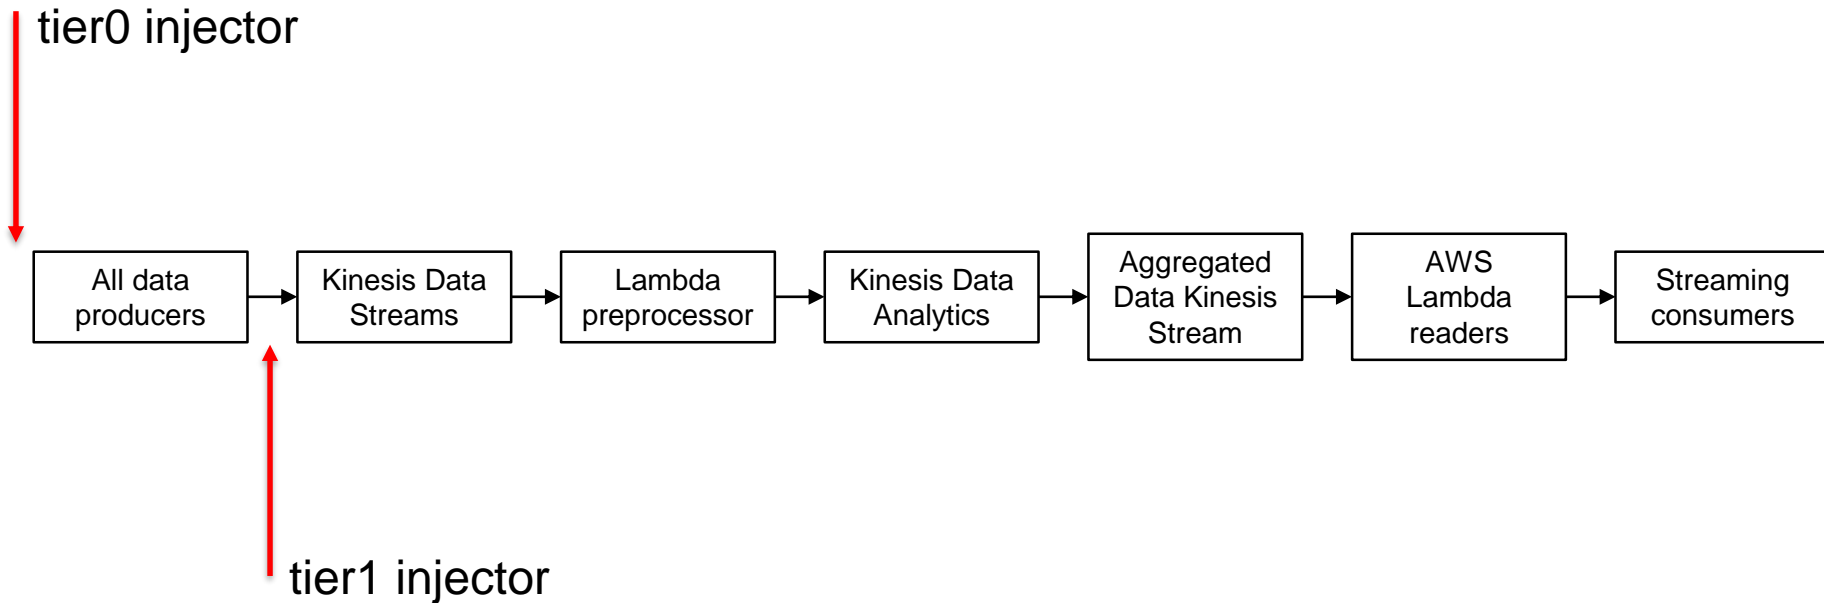 tier0 injector
All data
producers
Kinesis Data
Streams
Lambda
preprocessor
Kinesis Data
Analytics
Aggregated
Data Kinesis
Stream
AWS
Lambda
readers
Streaming
consumers
tier1 injector